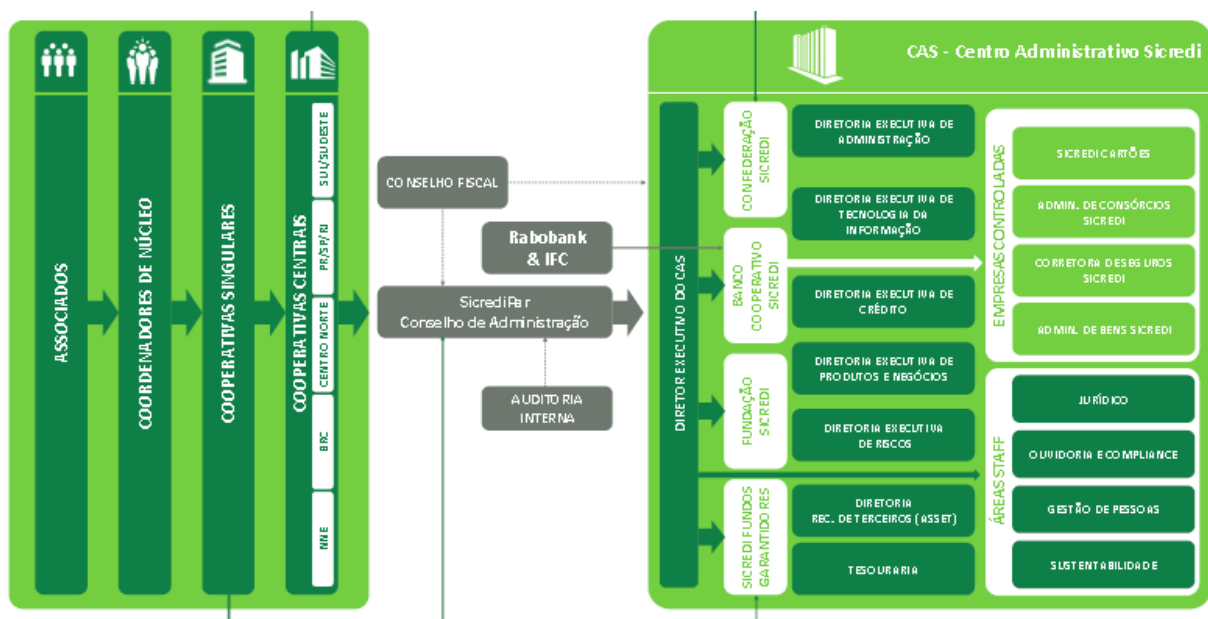 CAS - Centro Administrativo Sicredi
ASSOCIADOS
COORDENADORES DE NÚCLEO
COOPERATIVAS SINGULARES
COOPERATIVAS CENTRAIS
SUL/SUDESTE
PR/SP/RJ
CENTRO NORTE
BRC
NNE
CONSELHO FISCAL
Rabobank
& IFC
SicrediPar
Conselho de Administração
AUDITORIA
INTERNA
DIRETOR EXECUTIVO DO CAS
CONFEDERAÇÃO
SICREDI
BANCO
COOPERATIVO
SICREDI
FUNDAÇÃO
SICREDI
SICREDI FUNDOS
GARANTIDORES
DIRETORIA EXECUTIVA DE
ADMINISTRAÇÃO
DIRETORIA EXECUTIVA DE
TECNOLOGIA DA
INFORMAÇÃO
DIRETORIA EXECUTIVA DE
CRÉDITO
DIRETORIA EXECUTIVA DE
PRODUTOS E NEGÓCIOS
DIRETORIA EXECUTIVA
DE RISCOS
DIRETORIA
REC. DE TERCEIROS (ASSET)
TESOURARIA
EMPRESAS CONTROLADAS
SICREDI CARTÕES
ADMIN. DE CONSÓRCIOS
SICREDI
CORRETORA DE SEGUROS
SICREDI
ADMIN. DE BENS SICREDI
ÁREAS STAFF
JURÍDICO
OUVIDORIA E COMPLIANCE
GESTÃO DE PESSOAS
SUSTENTABILIDADE